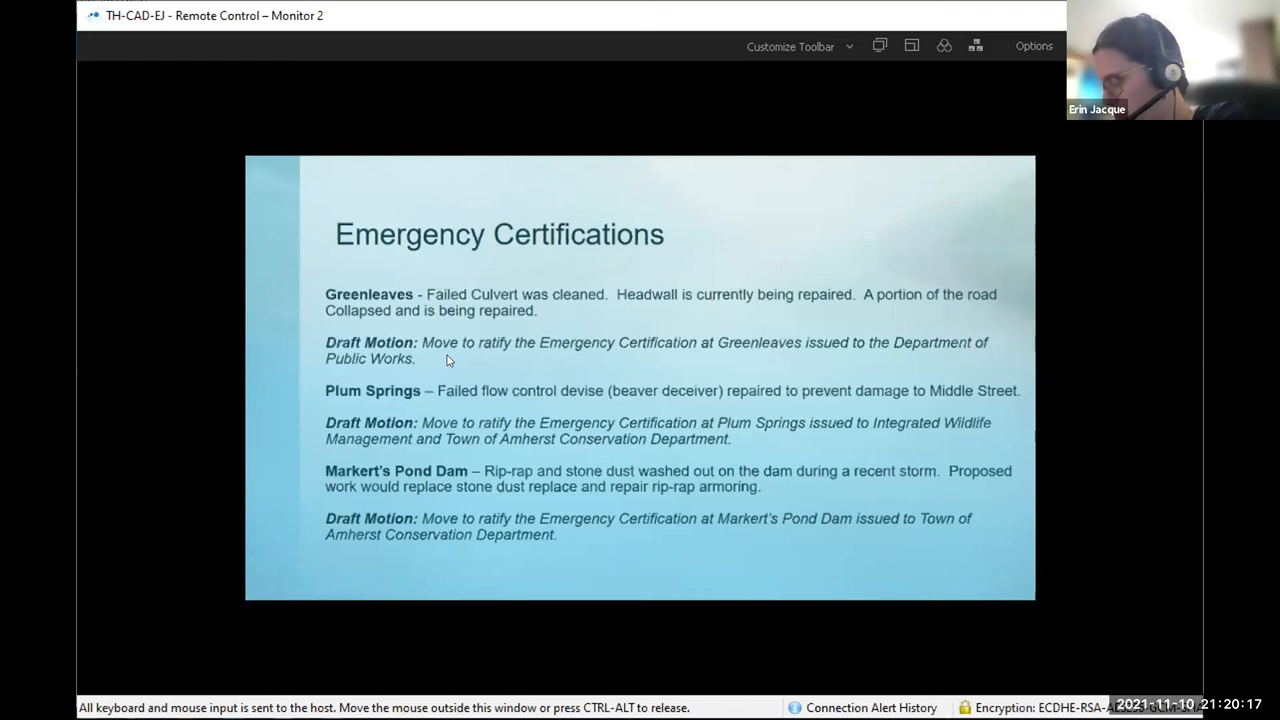 TH-CAD-EJ - Remote Control – Monitor 2
Customize Toolbar
Options
Erin Jacque
Emergency Certifications
Greenleaves - Failed Culvert was cleaned. Headwall is currently being repaired. A portion of the road
Collapsed and is being repaired.
Draft Motion: Move to ratify the Emergency Certification at Greenleaves issued to the Department of
Public Works.
Plum Springs – Failed flow control devise (beaver deceiver) repaired to prevent damage to Middle Street.
Draft Motion: Move to ratify the Emergency Certification at Plum Springs issued to Integrated Wildlife
Management and Town of Amherst Conservation Department.
Markert's Pond Dam – Rip-rap and stone dust washed out on the dam during a recent storm. Proposed
work would replace stone dust replace and repair rip-rap armoring.
Draft Motion: Move to ratify the Emergency Certification at Markert's Pond Dam issued to Town of
Amherst Conservation Department.
All keyboard and mouse input is sent to the host. Move the mouse outside this window or press CTRL-ALT to release.
Connection Alert History
Encryption: ECDHE-RSA-
2021-11-10 21:20:17